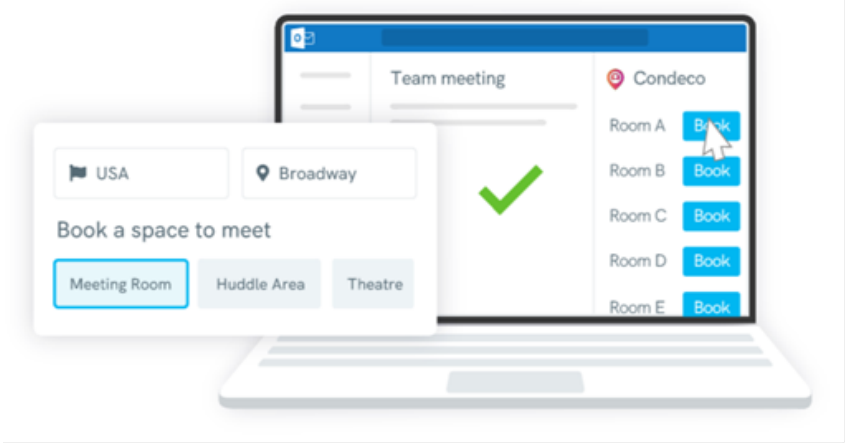 Team meeting
Condeco
Room A Book
Room B Book
Room C Book
Room D Book
Room E Book
USA
Broadway
Book a space to meet
Meeting Room
Huddle Area
Theatre